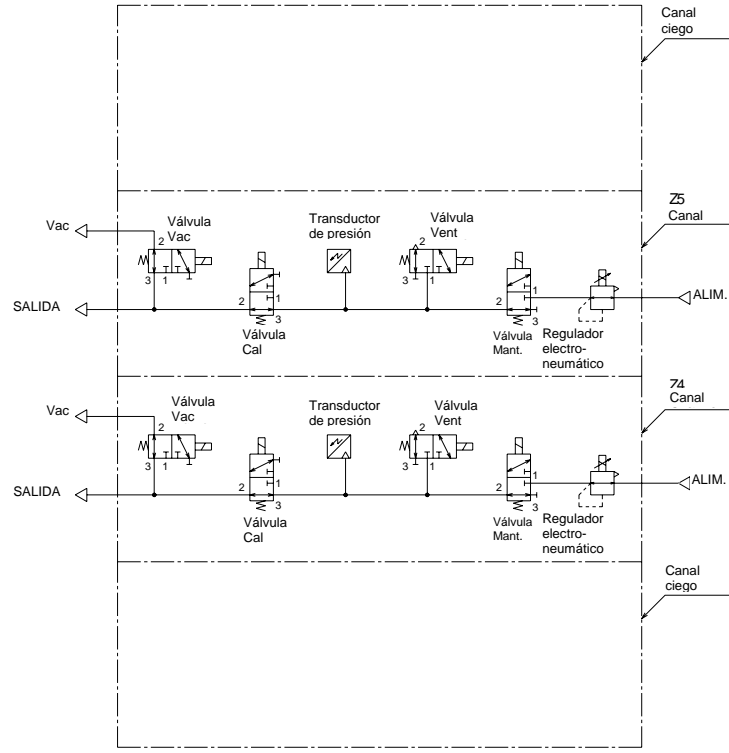 Canal
ciego
Z5
Canal
Vac
Válvula
Vac
Transductor
de presión
Válvula
Vent
2
3 1
2
1
3
2
3 1
2
1
3
SALIDA
ALIM.
Válvula
Cal
Válvula
Mant.
Regulador
electro-
neumático
Z4
Canal
Vac
Válvula
Vac
Transductor
de presión
Válvula
Vent
2
3 1
2
1
3
2
3 1
2
1
3
SALIDA
ALIM.
Válvula
Cal
Válvula
Mant.
Regulador
electro-
neumático
Canal
ciego